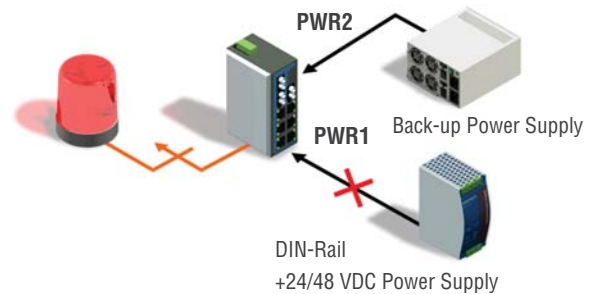 PWR2
Back-up Power Supply
PWR1
DIN-Rail
+24/48 VDC Power Supply